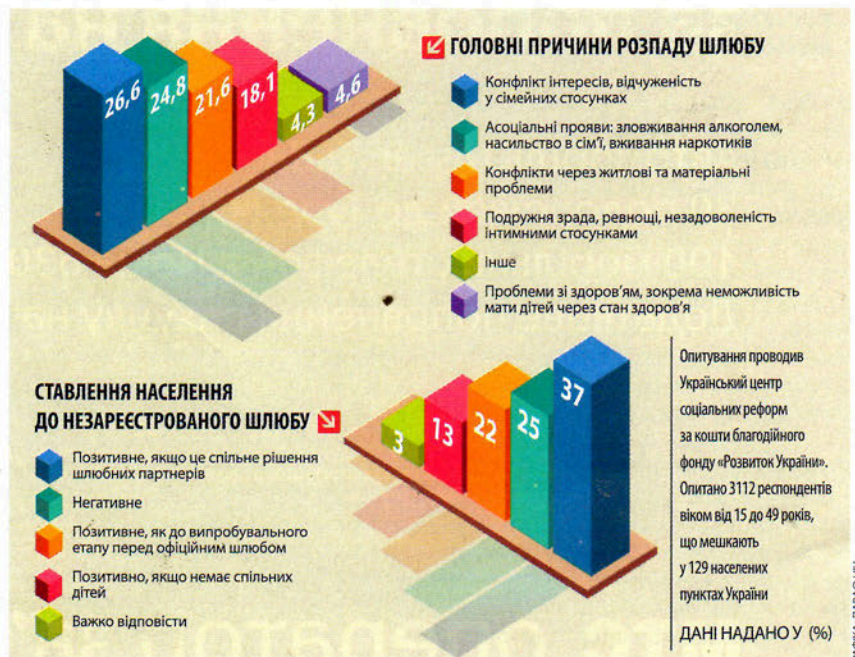 ГОЛОВНІ ПРИЧИНИ РОЗПАДУ ШЛЮБУ
26,6
24,8
21,6
18,1
4,3
4,6
Конфлікт інтересів, відчуженість
у сімейних стосунках
Асоціальні прояви: зловживання алкоголем,
насильство в сім'ї, вживання наркотиків
Конфлікти через житлові та матеріальні
проблеми
Подружня зрада, ревнощі, незадоволеність
інтимними стосунками
Інше
Проблеми зі здоров'ям, зокрема неможливість
мати дітей через стан здоров'я
СТАВЛЕННЯ НАСЕЛЕННЯ
ДО НЕЗАРЕЄСТРОВАНОГО ШЛЮБУ
Позитивне, якщо це спільне рішення
шлюбних партнерів
Негативне
Позитивне, як до випробувального
етапу перед офіційним шлюбом
Позитивно, якщо немає спільних
дітей
Важко відповісти
3
13
22
25
37
Опитування проводив
Український центр
соціальних реформ
за кошти благодійного
фонду «Розвиток України».
Опитано 3112 респондентів
віком від 15 до 49 років,
що мешкають
у 129 населених
пунктах України
ДАНІ НАДАНО У (%)